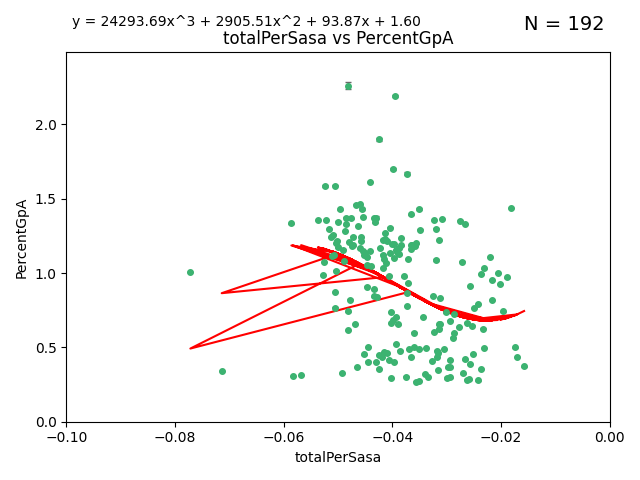 y = 24293.69x^3 + 2905.51x^2 + 93.87x + 1.60
N = 192
totalPerSasa vs PercentGpA
PercentGpA
2.0
1.5
1.0
0.5
0.0
−0.10 −0.08 −0.06 −0.04 −0.02 0.00
totalPerSasa